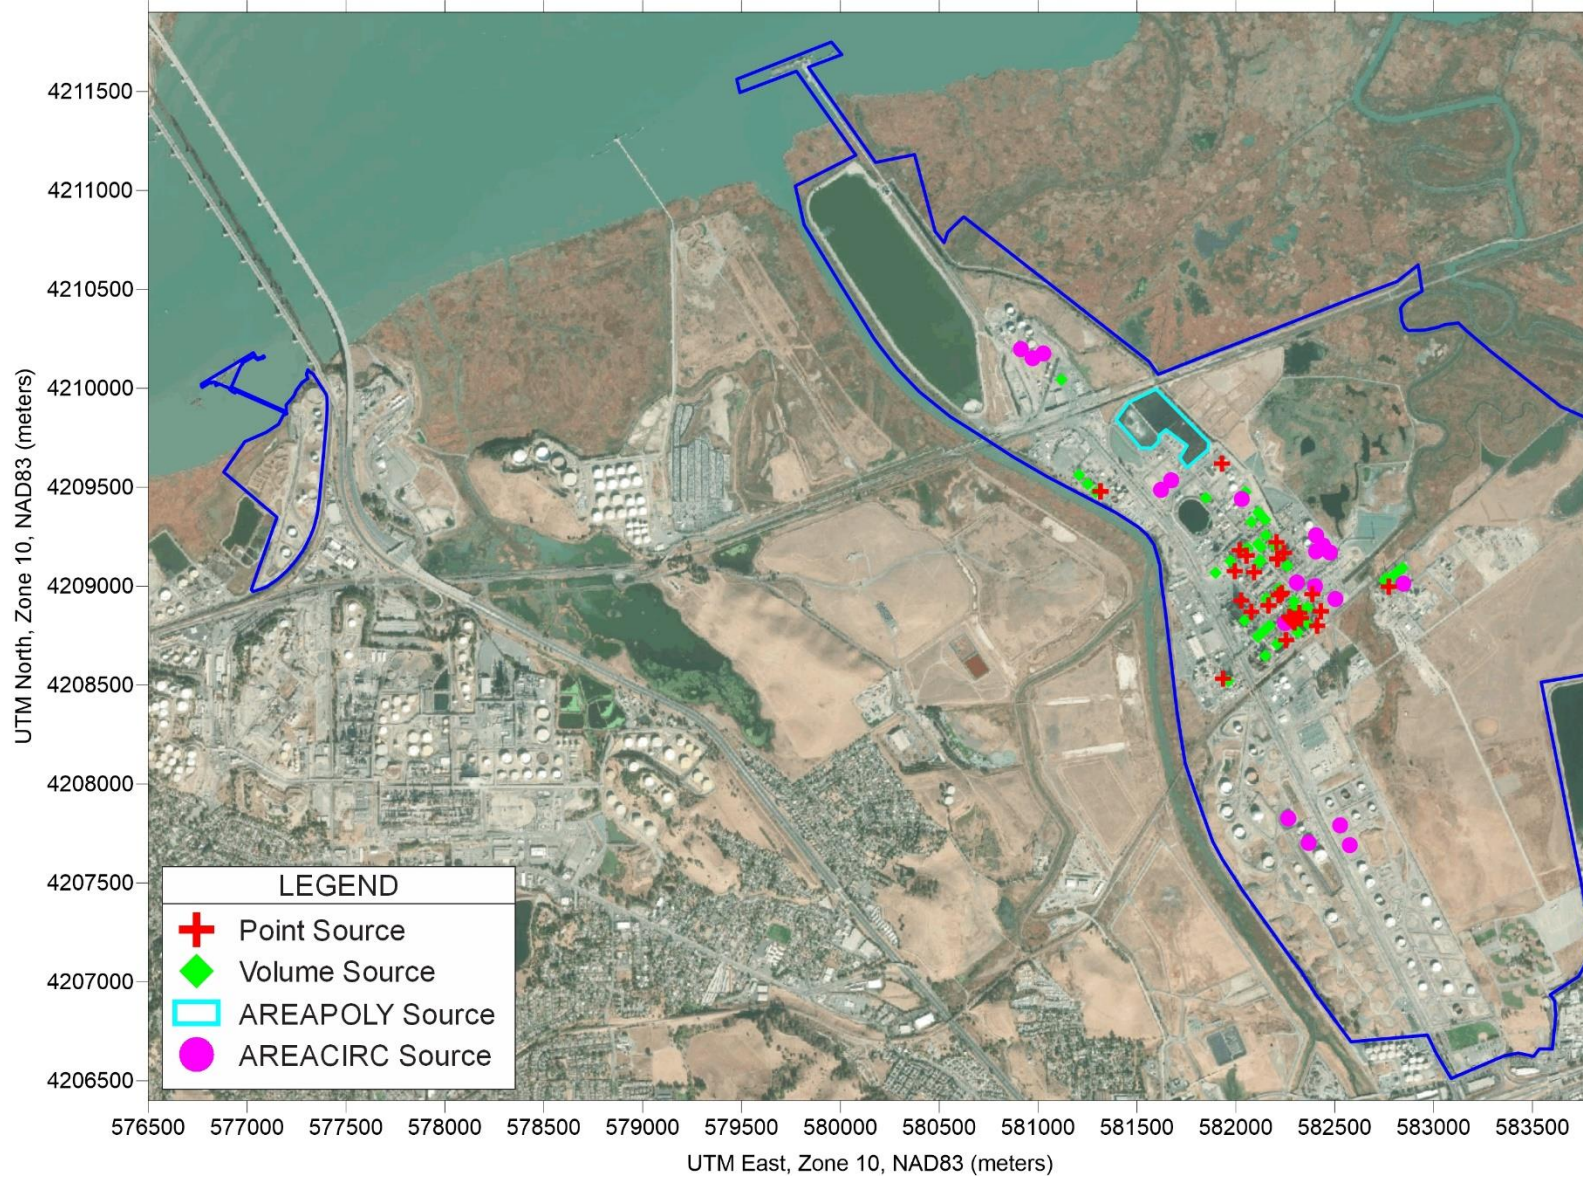 4211500
4211000
4210500
4210000
4209500
4209000
4208500
4208000
4207500
4207000
4206500
UTM North, Zone 10, NAD83 (meters)
LEGEND
Point Source
Volume Source
AREAPOLY Source
AREACIRC Source
576500 577000 577500 578000 578500 579000 579500 580000 580500 581000 581500 582000 582500 583000 583500
UTM East, Zone 10, NAD83 (meters)